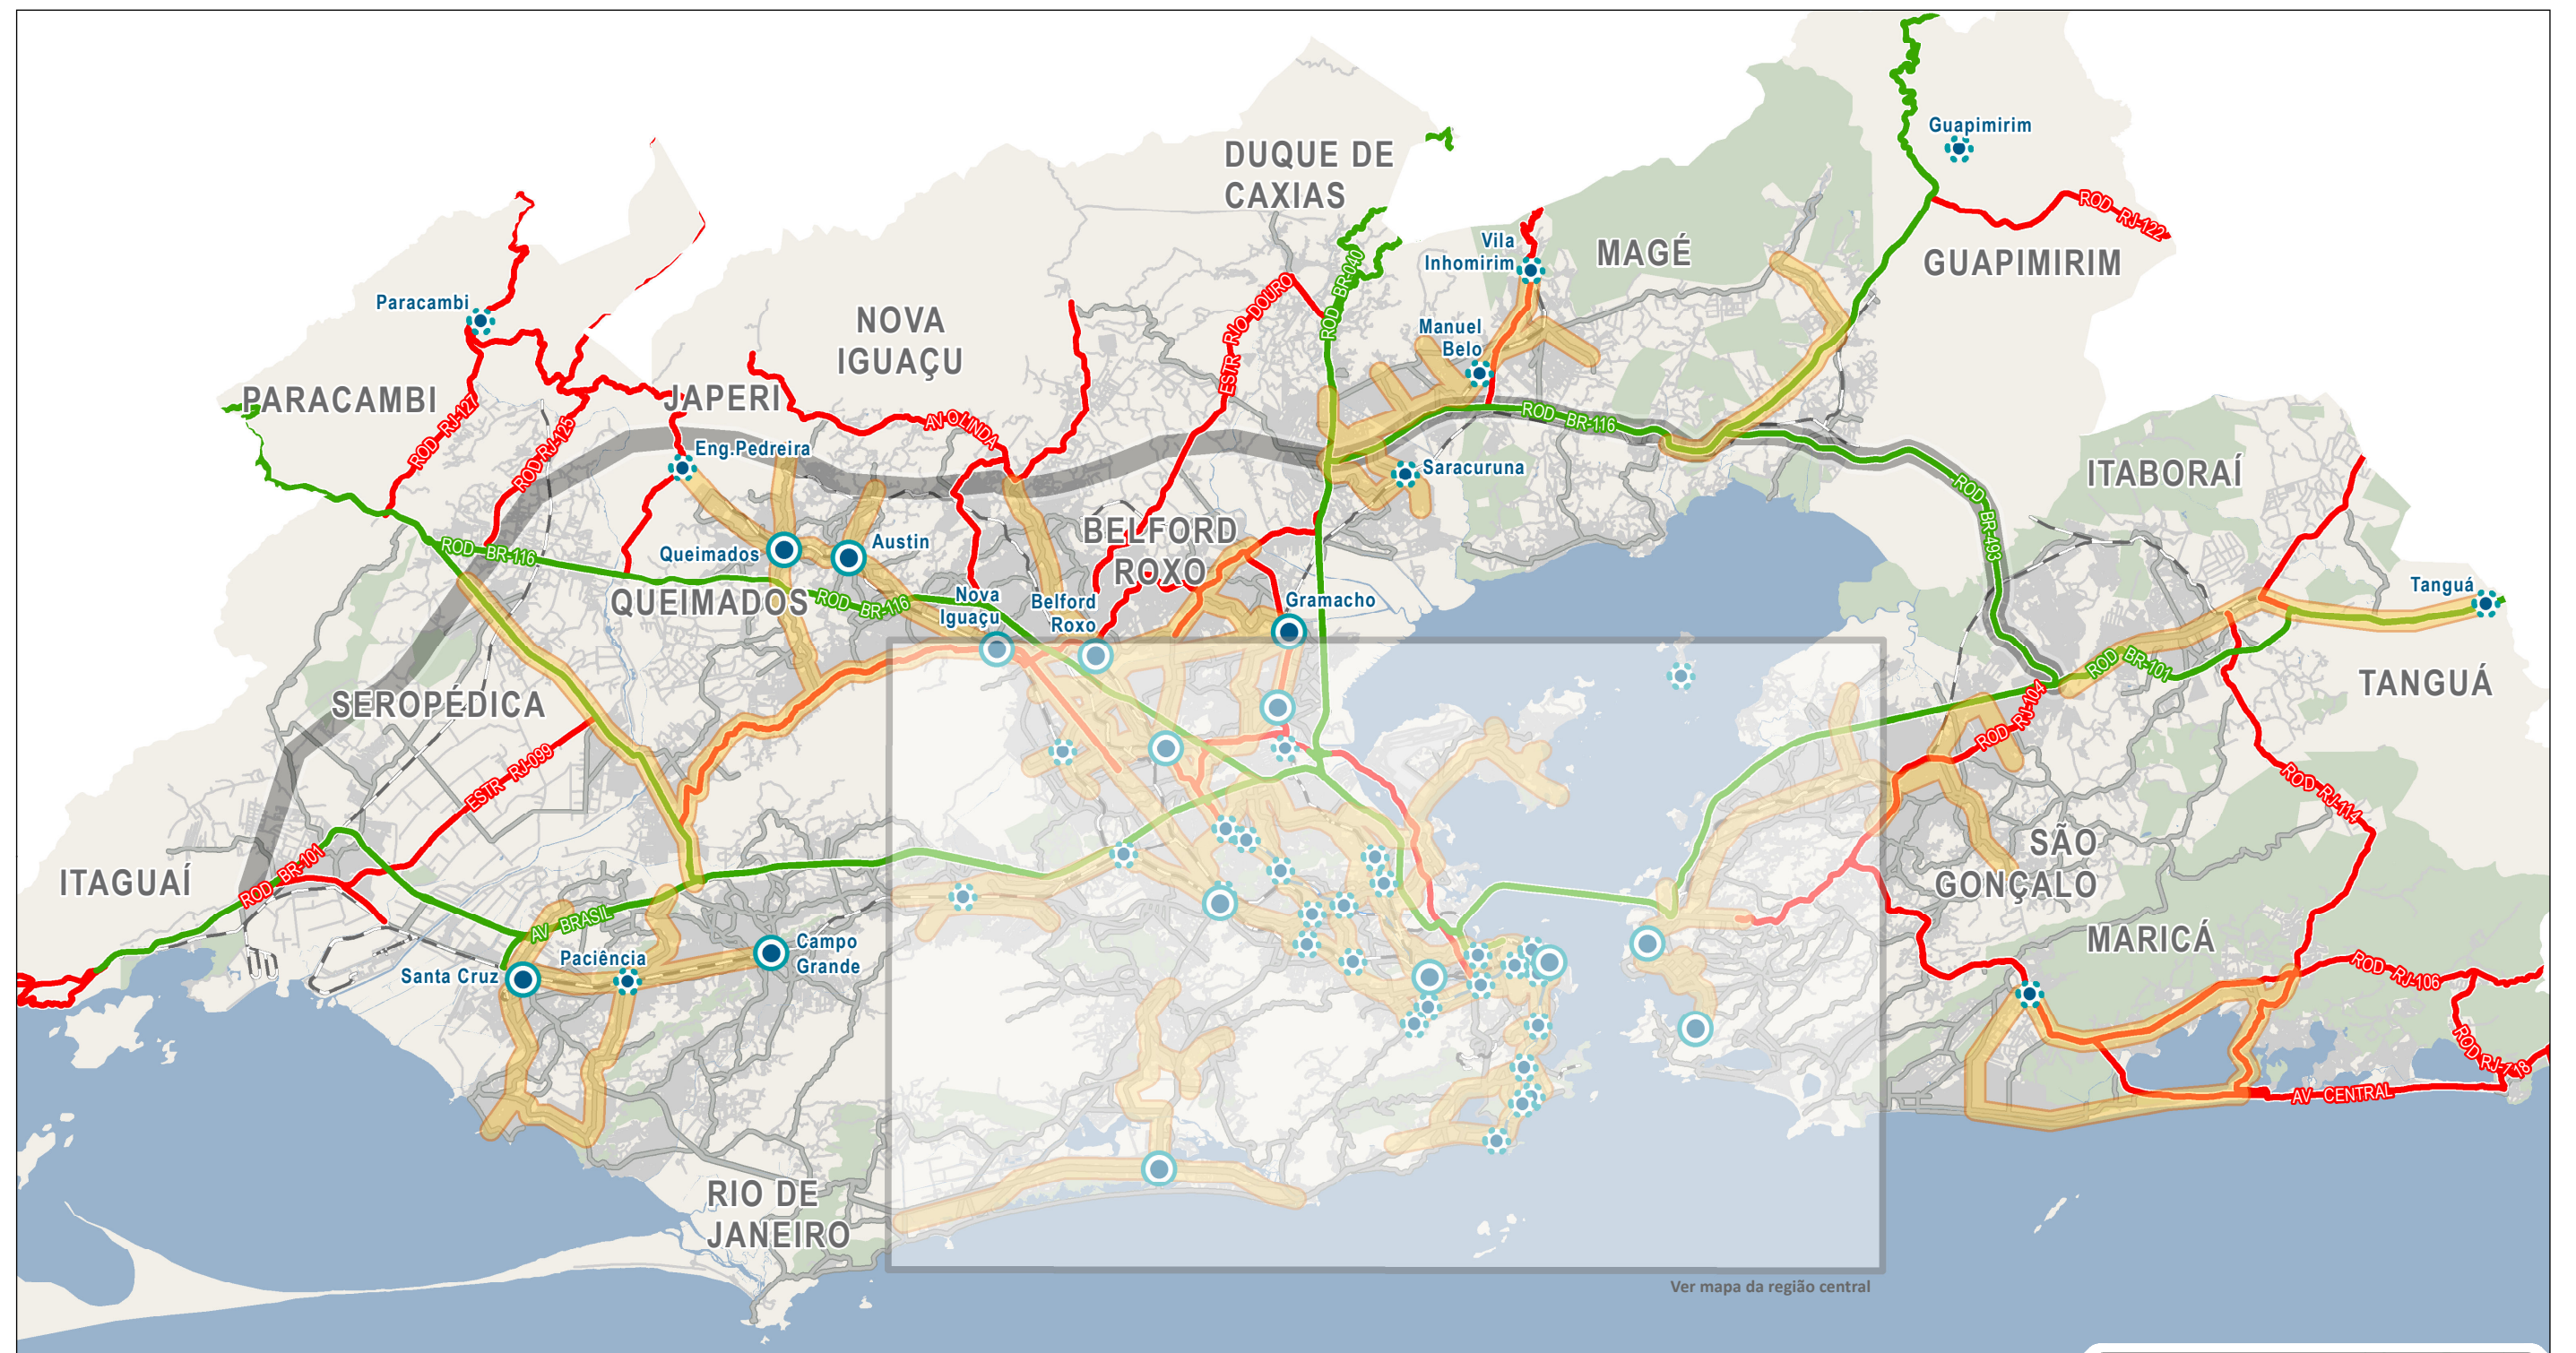 Guapimirim
DUQUE DE
CAXIAS
ROD RJ-122
Vila
Inhomirim
MAGÉ
GUAPIMIRIM
ROD BR-040
ESTR RIO DOURO
Paracambi
NOVA
IGUAÇU
Manuel
Belo
PARACAMBI
JAPERI
ROD RJ-127
ROD RJ-125
AV OLINDA
ROD BR-116
Eng.Pedreira
Saracuruna
ITABORAÍ
ROD BR-493
BELFORD
ROXO
Queimados
Austin
ROD BR-116
QUEIMADOS
ROD BR-116
Nova
Iguaçu
Belford
Roxo
Gramacho
Tanguá
ROD BR-101
TANGUÁ
SEROPÉDICA
ROD RJ-104
ESTR RJ-099
ROD RJ-114
SÃO
GONÇALO
ITAGUAÍ
ROD BR-101
AV BRASIL
MARICÁ
Campo
Grande
Paciência
Santa Cruz
ROD RJ-106
ROD RJ-118
AV CENTRAL
RIO DE
JANEIRO
Ver mapa da região central